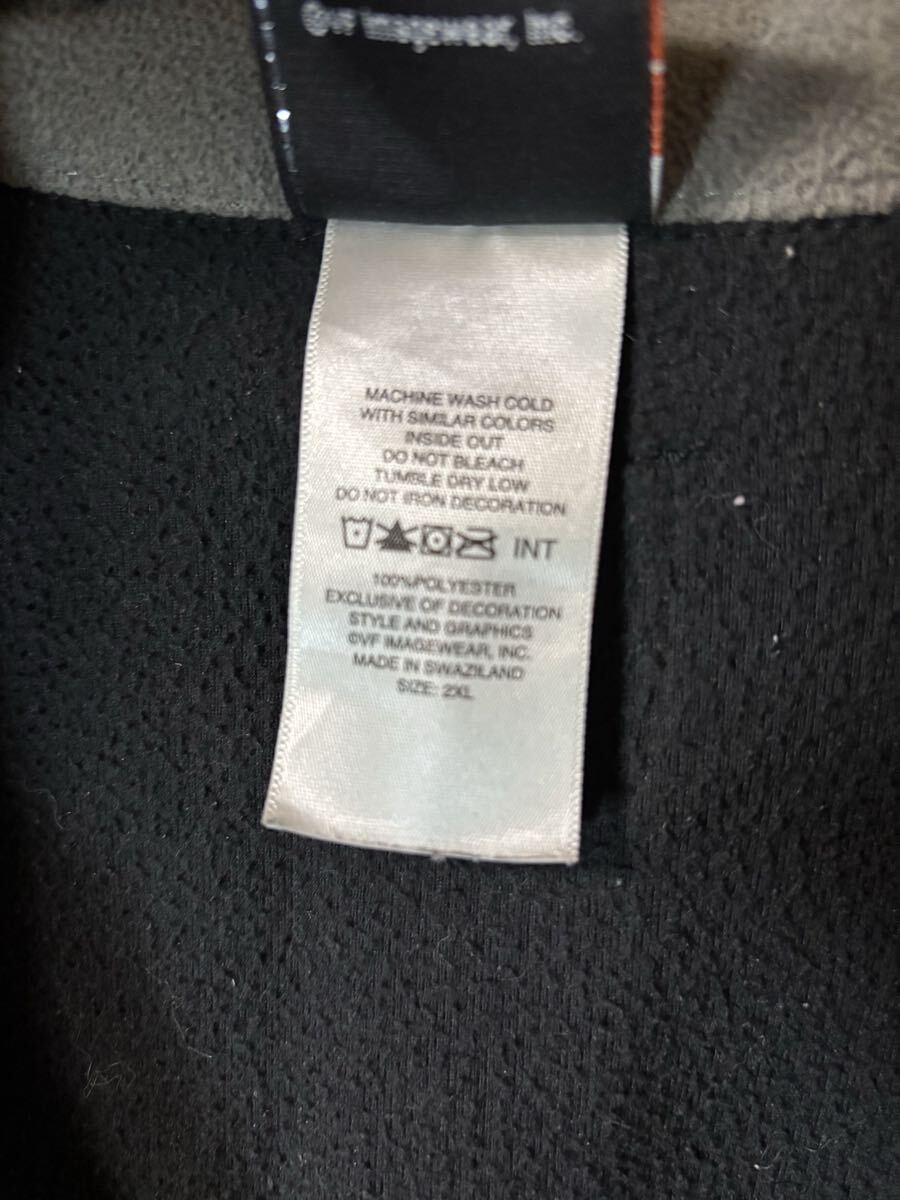 ©VF Imagewear, Inc.
MACHINE WASH COLD
WITH SIMILAR COLORS
INSIDE OUT
DO NOT BLEACH
TUMBLE DRY LOW
DO NOT IRON DECORATION
INT
100%POLYESTER
EXCLUSIVE OF DECORATION
STYLE AND GRAPHICS
©VF IMAGEWEAR, INC.
MADE IN SWAZILAND
SIZE: 2XL